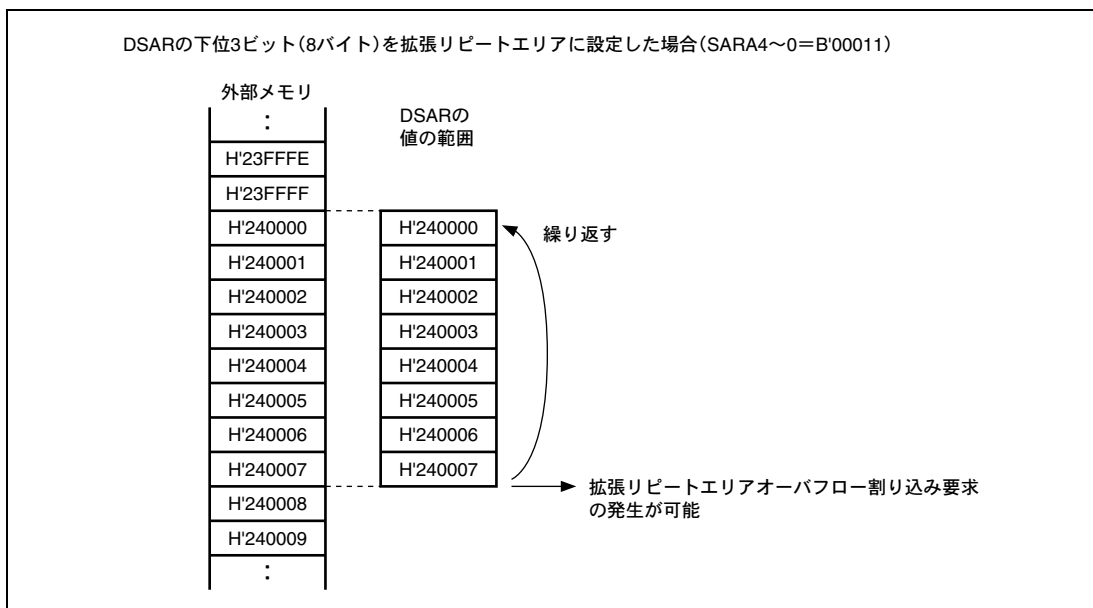 DSARの下位3ビット(8バイト)を拡張リピートエリアに設定した場合(SARA4~0=B'00011)
外部メモリ
:
H'23FFFE
H'23FFFF
H'240000
H'240001
H'240002
H'240003
H'240004
H'240005
H'240006
H'240007
H'240008
H'240009
:
DSARの
値の範囲
H'240000
H'240001
H'240002
H'240003
H'240004
H'240005
H'240006
H'240007
繰り返す
拡張リピートエリアオーバフロー割り込み要求
の発生が可能